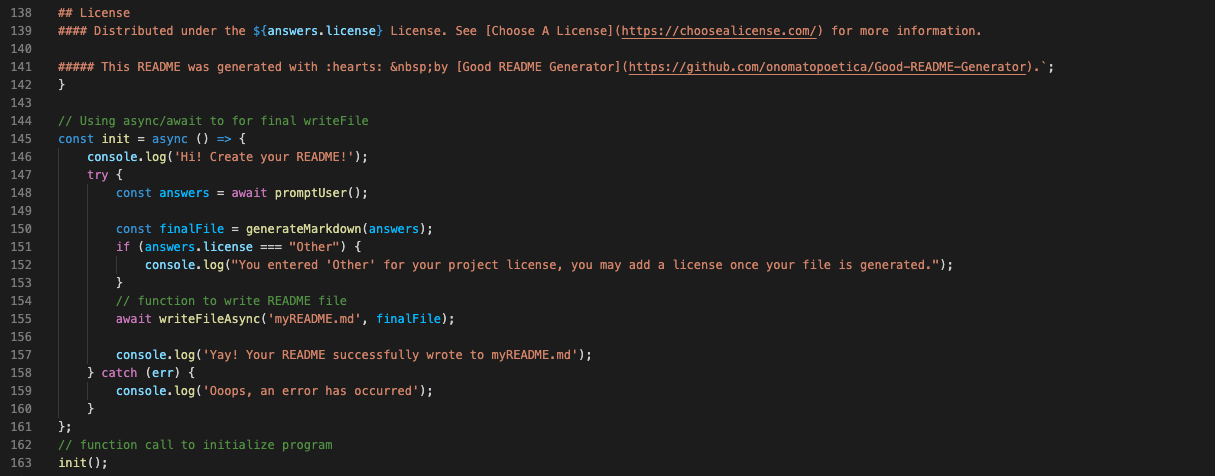 138 ## License
139 #### Distributed under the ${answers.license} License. See [Choose A License](https://choosealicense.com/) for more information.
140
141 ##### This README was generated with :hearts: &nbsp;by [Good README Generator](https://github.com/onomatopoetica/Good-README-Generator).`;
142 }
143
144 // Using async/await to for final writeFile
145 const init = async () => {
146     console.log('Hi! Create your README!');
147     try {
148         const answers = await promptUser();
149
150         const finalFile = generateMarkdown(answers);
151         if (answers.license === "Other") {
152             console.log("You entered 'Other' for your project license, you may add a license once your file is generated.");
153         }
154         // function to write README file
155         await writeFileAsync('myREADME.md', finalFile);
156
157         console.log('Yay! Your README successfully wrote to myREADME.md');
158     } catch (err) {
159         console.log('Ooops, an error has occurred');
160     }
161 };
162 // function call to initialize program
163 init();